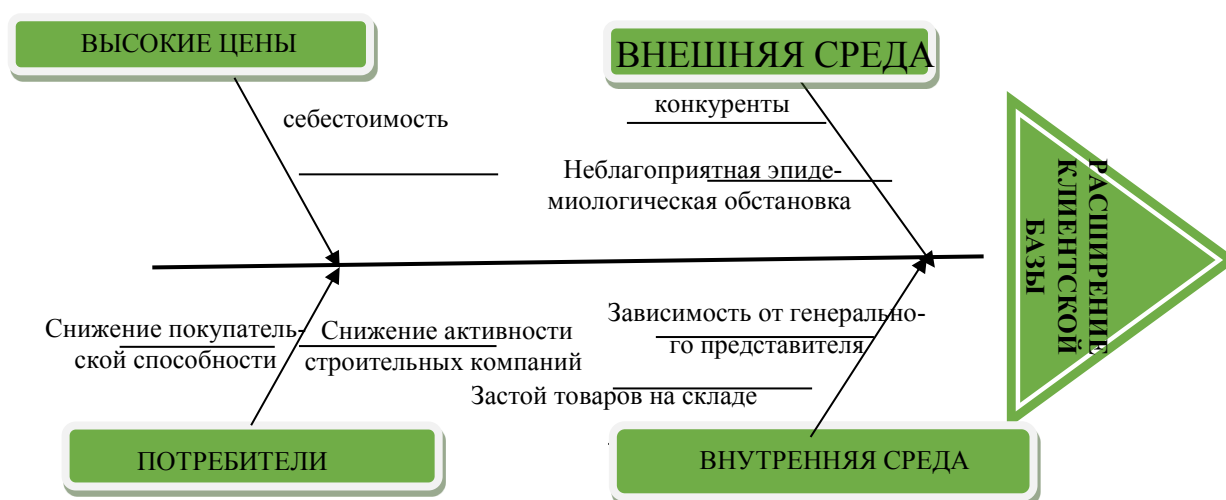 ВЫСОКИЕ ЦЕНЫ
ВНЕШНЯЯ СРЕДА
себестоимость
конкуренты
Неблагоприятная эпиде-
миологическая обстановка
РАСШИРЕНИЕ
КЛИЕНТСКОЙ
БАЗЫ
Снижение покупатель-
ской способности
Снижение активности
строительных компаний
Зависимость от генерально-
го представителя
Застой товаров на складе
ПОТРЕБИТЕЛИ
ВНУТРЕННЯЯ СРЕДА